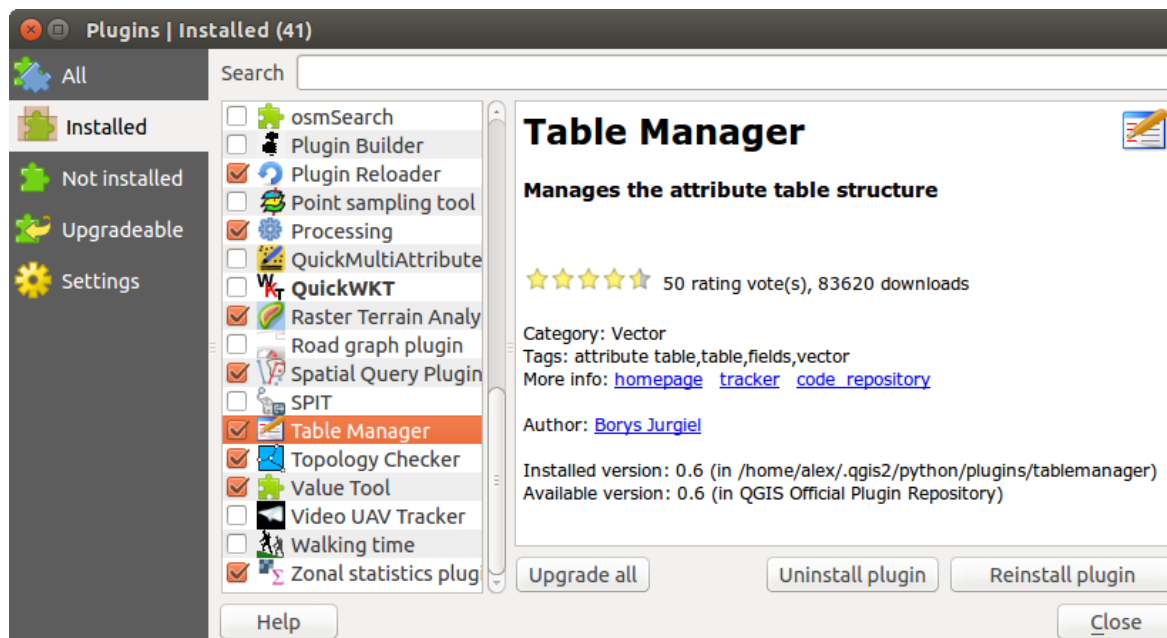 Plugins | Installed (41)
All
Installed
Not installed
Upgradeable
Settings
Search
osmSearch
Plugin Builder
Plugin Reloader
Point sampling tool
Processing
QuickMultiAttribute
WKT QuickWKT
Raster Terrain Analy
Road graph plugin
Spatial Query Plugin
SPIT
Table Manager
Topology Checker
Value Tool
Video UAV Tracker
Walking time
Σ Zonal statistics plugi
Table Manager
Manages the attribute table structure
50 rating vote(s), 83620 downloads
Category: Vector
Tags: attribute table,table,fields,vector
More info: homepage tracker code repository
Author: Borys Jurgiel
Installed version: 0.6 (in /home/alex/.qgis2/python/plugins/tablemanager)
Available version: 0.6 (in QGIS Official Plugin Repository)
Upgrade all
Uninstall plugin
Reinstall plugin
Help
Close